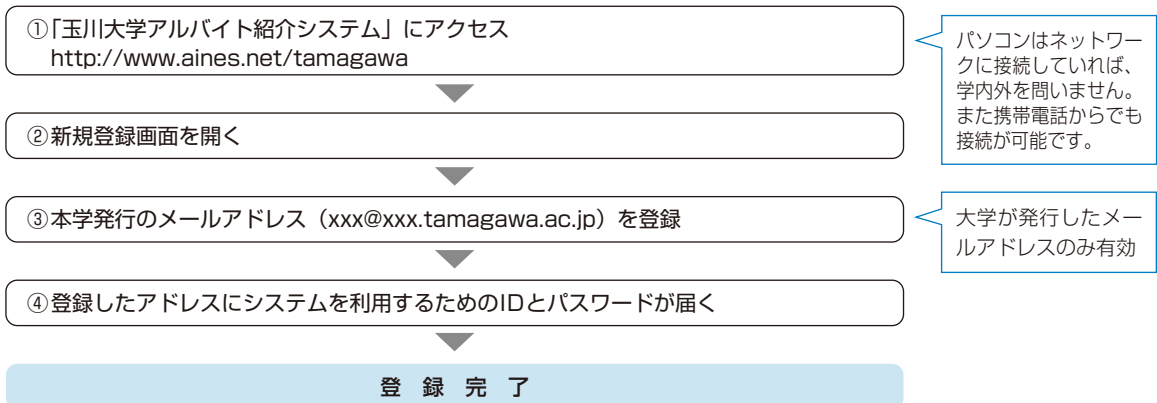 ①「玉川大学アルバイト紹介システム」にアクセス
http://www.aines.net/tamagawa
パソコンはネットワー
クに接続していれば、
学内外を問いません。
また携帯電話からでも
接続が可能です。
②新規登録画面を開く
③本学発行のメールアドレス（xxx@xxx.tamagawa.ac.jp）を登録
大学が発行したメー
ルアドレスのみ有効
④登録したアドレスにシステムを利用するためのIDとパスワードが届く
登 録 完 了